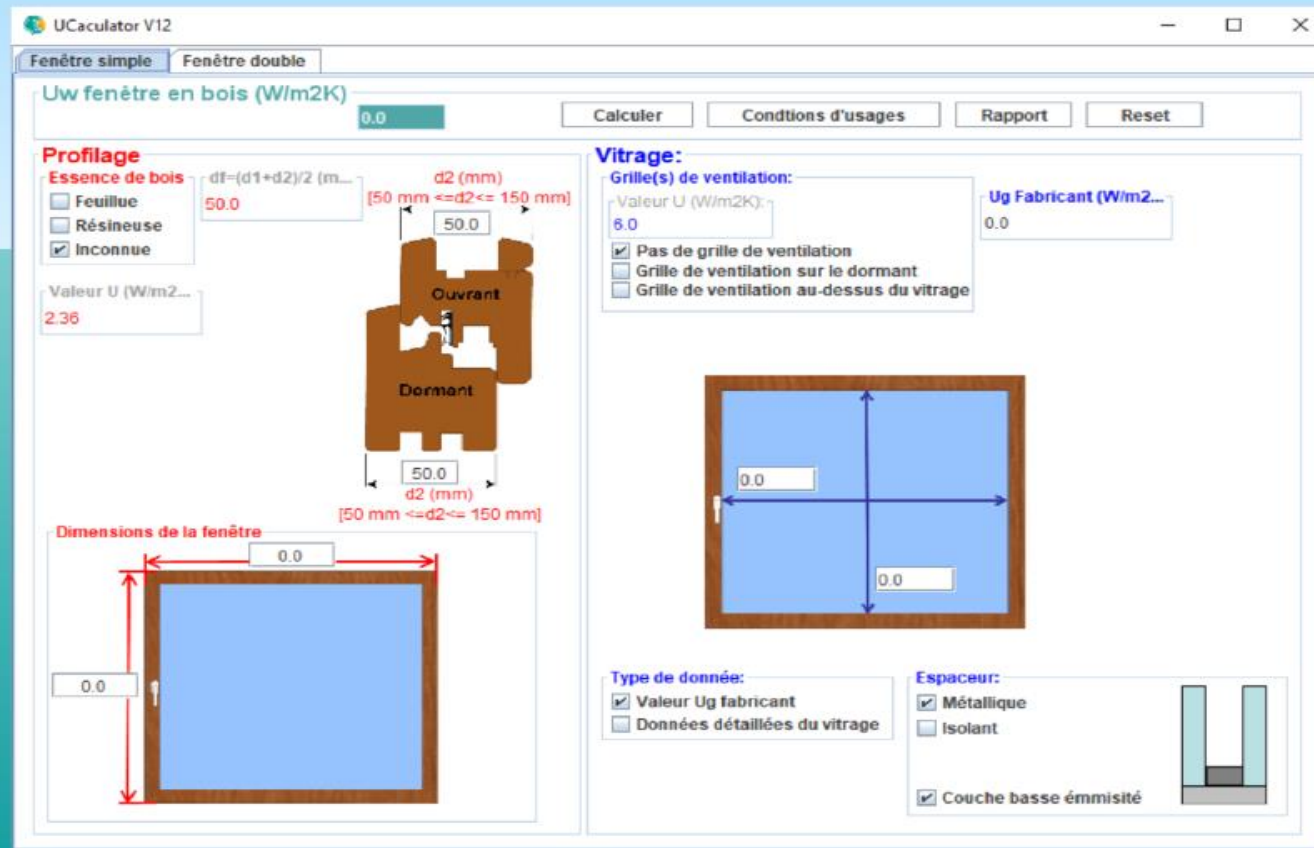 UCaculator V12
Fenêtre simple
Fenêtre double
Uw fenêtre en bois (W/m2K)
0.0
Calculer
Condtions d'usages
Rapport
Reset
Profilage
Essence de bois
Feuillue
Résineuse
Inconnue
df=(d1+d2)/2 (m...
50.0
Valeur U (W/m2...
2.36
d2 (mm)
[50 mm <=d2<= 150 mm]
50.0
Ouvrant
Dormant
50.0
d2 (mm)
[50 mm <=d2<= 150 mm]
Dimensions de la fenêtre
0.0
0.0
Vitrage:
Grille(s) de ventilation:
Valeur U (W/m2K):
6.0
Pas de grille de ventilation
Grille de ventilation sur le dormant
Grille de ventilation au-dessus du vitrage
Ug Fabricant (W/m2...
0.0
0.0
0.0
Type de donnée:
Valeur Ug fabricant
Données détaillées du vitrage
Espaceur:
Métallique
Isolant
Couche basse émmisité